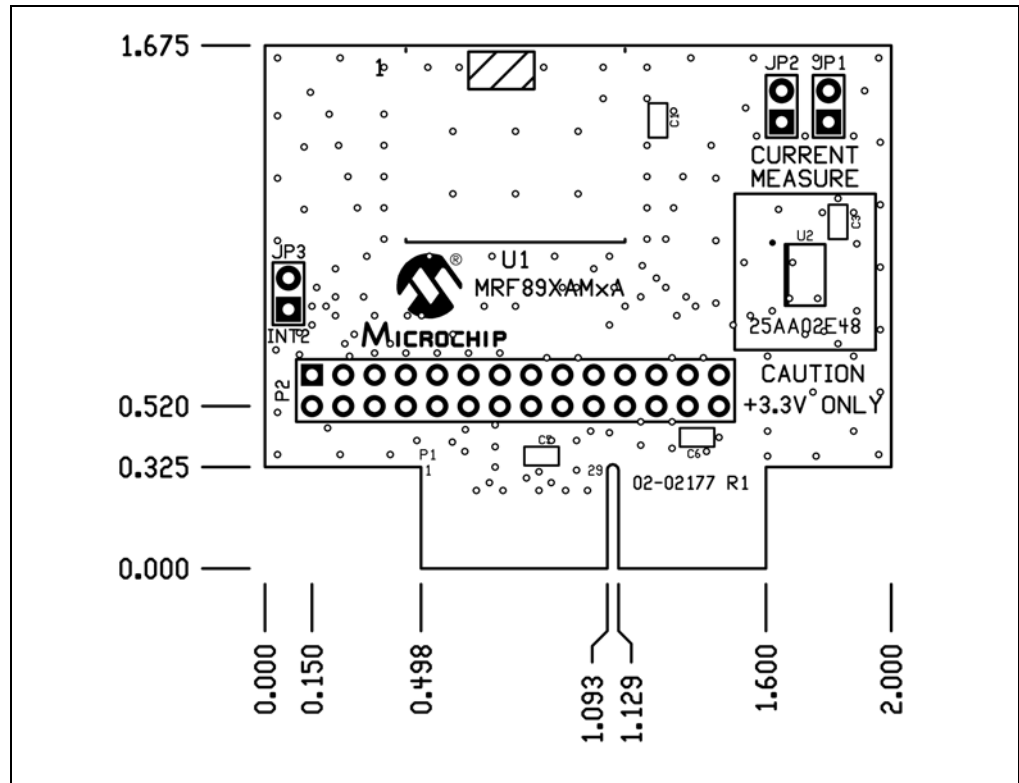 1.675
1
JP2 JP1
C1
CURRENT
MEASURE
C3
U2
JP3
U1
®
MRF89XAMxA
INT2
MICROCHIP
25AA02E48
P2
CAUTION
0.520
+3.3V ONLY
P1
C5
C6
0.325
1
29
02-02177 R1
0.000
0.000
0.150
0.498
1.093
1.129
1.600
2.000